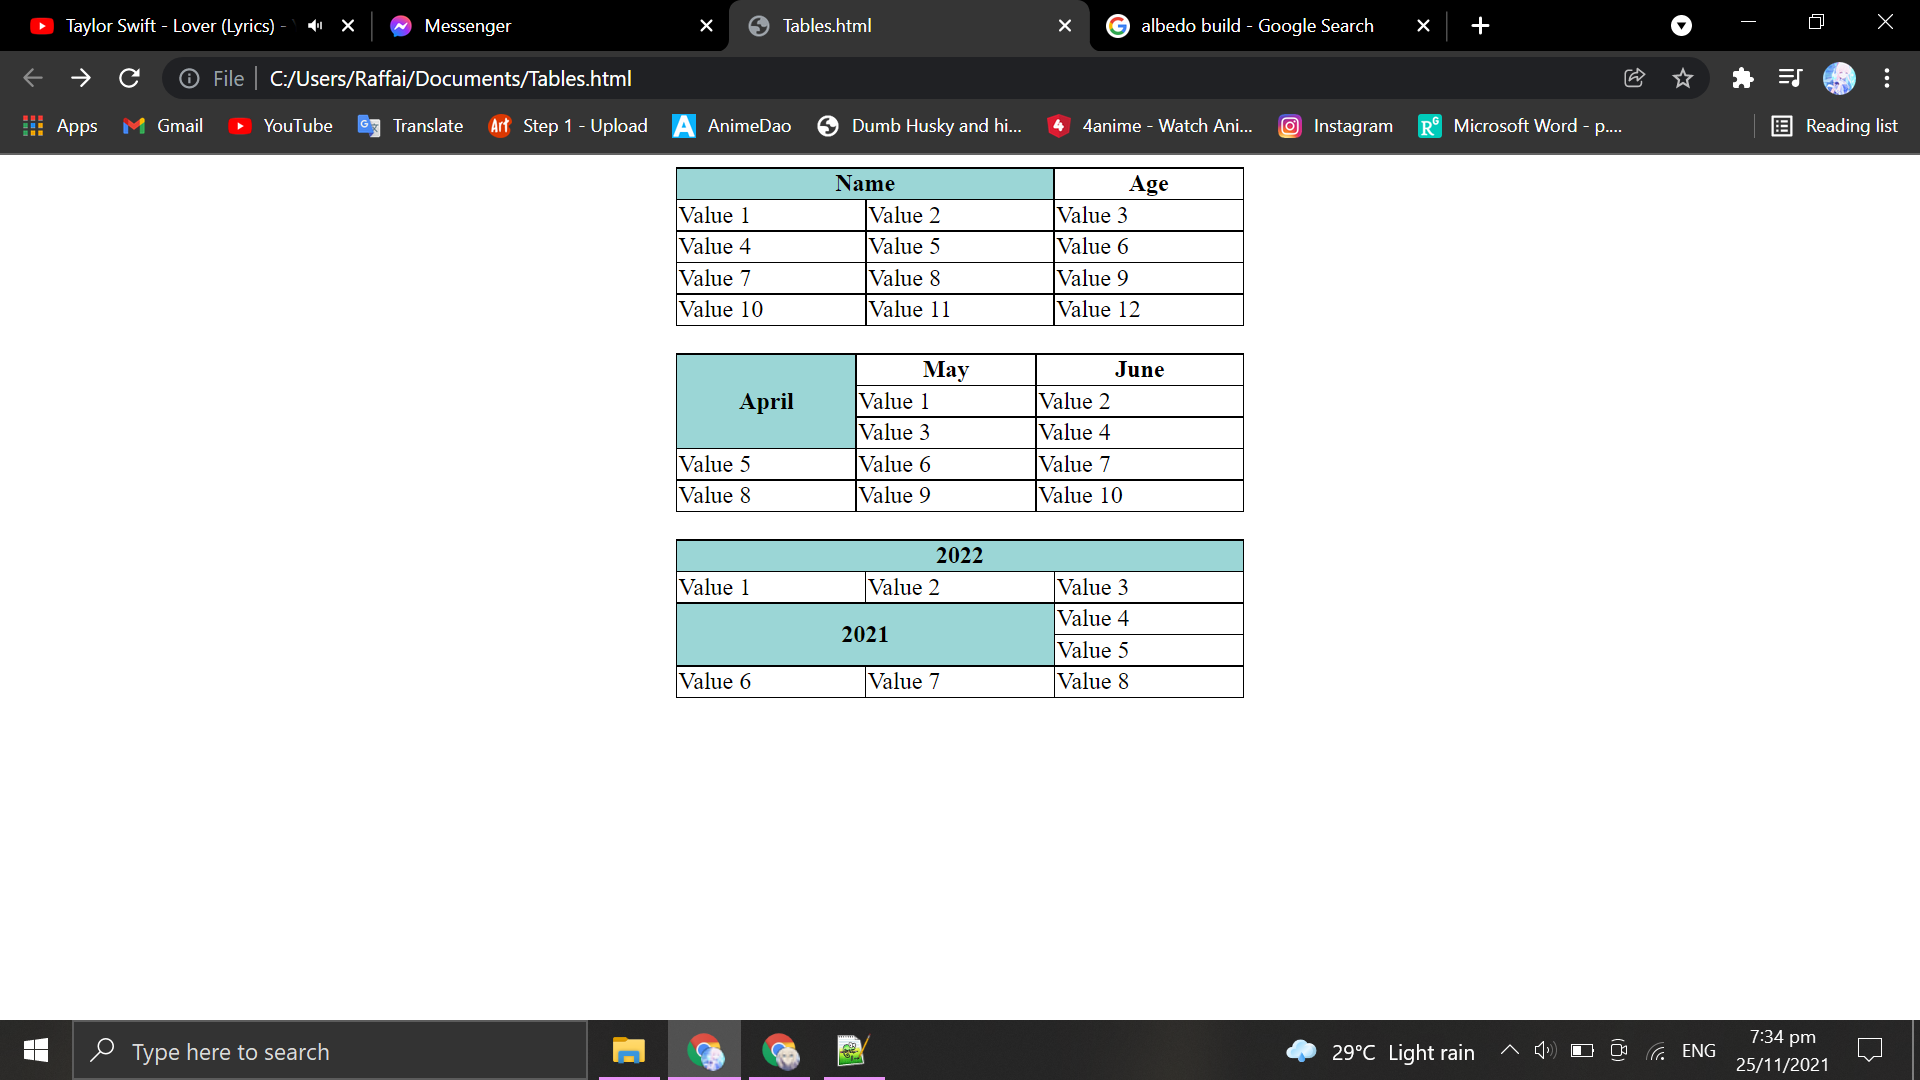 Taylor Swift - Lover (Lyrics) -
Messenger
Tables.html
albedo build - Google Search
File
C:/Users/Raffai/Documents/Tables.html
Apps
Gmail
YouTube
Translate
Art Step 1 - Upload
AnimeDao
Dumb Husky and hi...
4 4anime - Watch Ani...
Instagram
RG Microsoft Word - p....
Reading list
Name Age
Value 1 Value 2 Value 3
Value 4 Value 5 Value 6
Value 7 Value 8 Value 9
Value 10 Value 11 Value 12
April May June
Value 1 Value 2
Value 3 Value 4
Value 5 Value 6 Value 7
Value 8 Value 9 Value 10
2022
Value 1 Value 2 Value 3
2021 Value 4
Value 5
Value 6 Value 7 Value 8
Type here to search
29°C Light rain
ENG
7:34 pm
25/11/2021